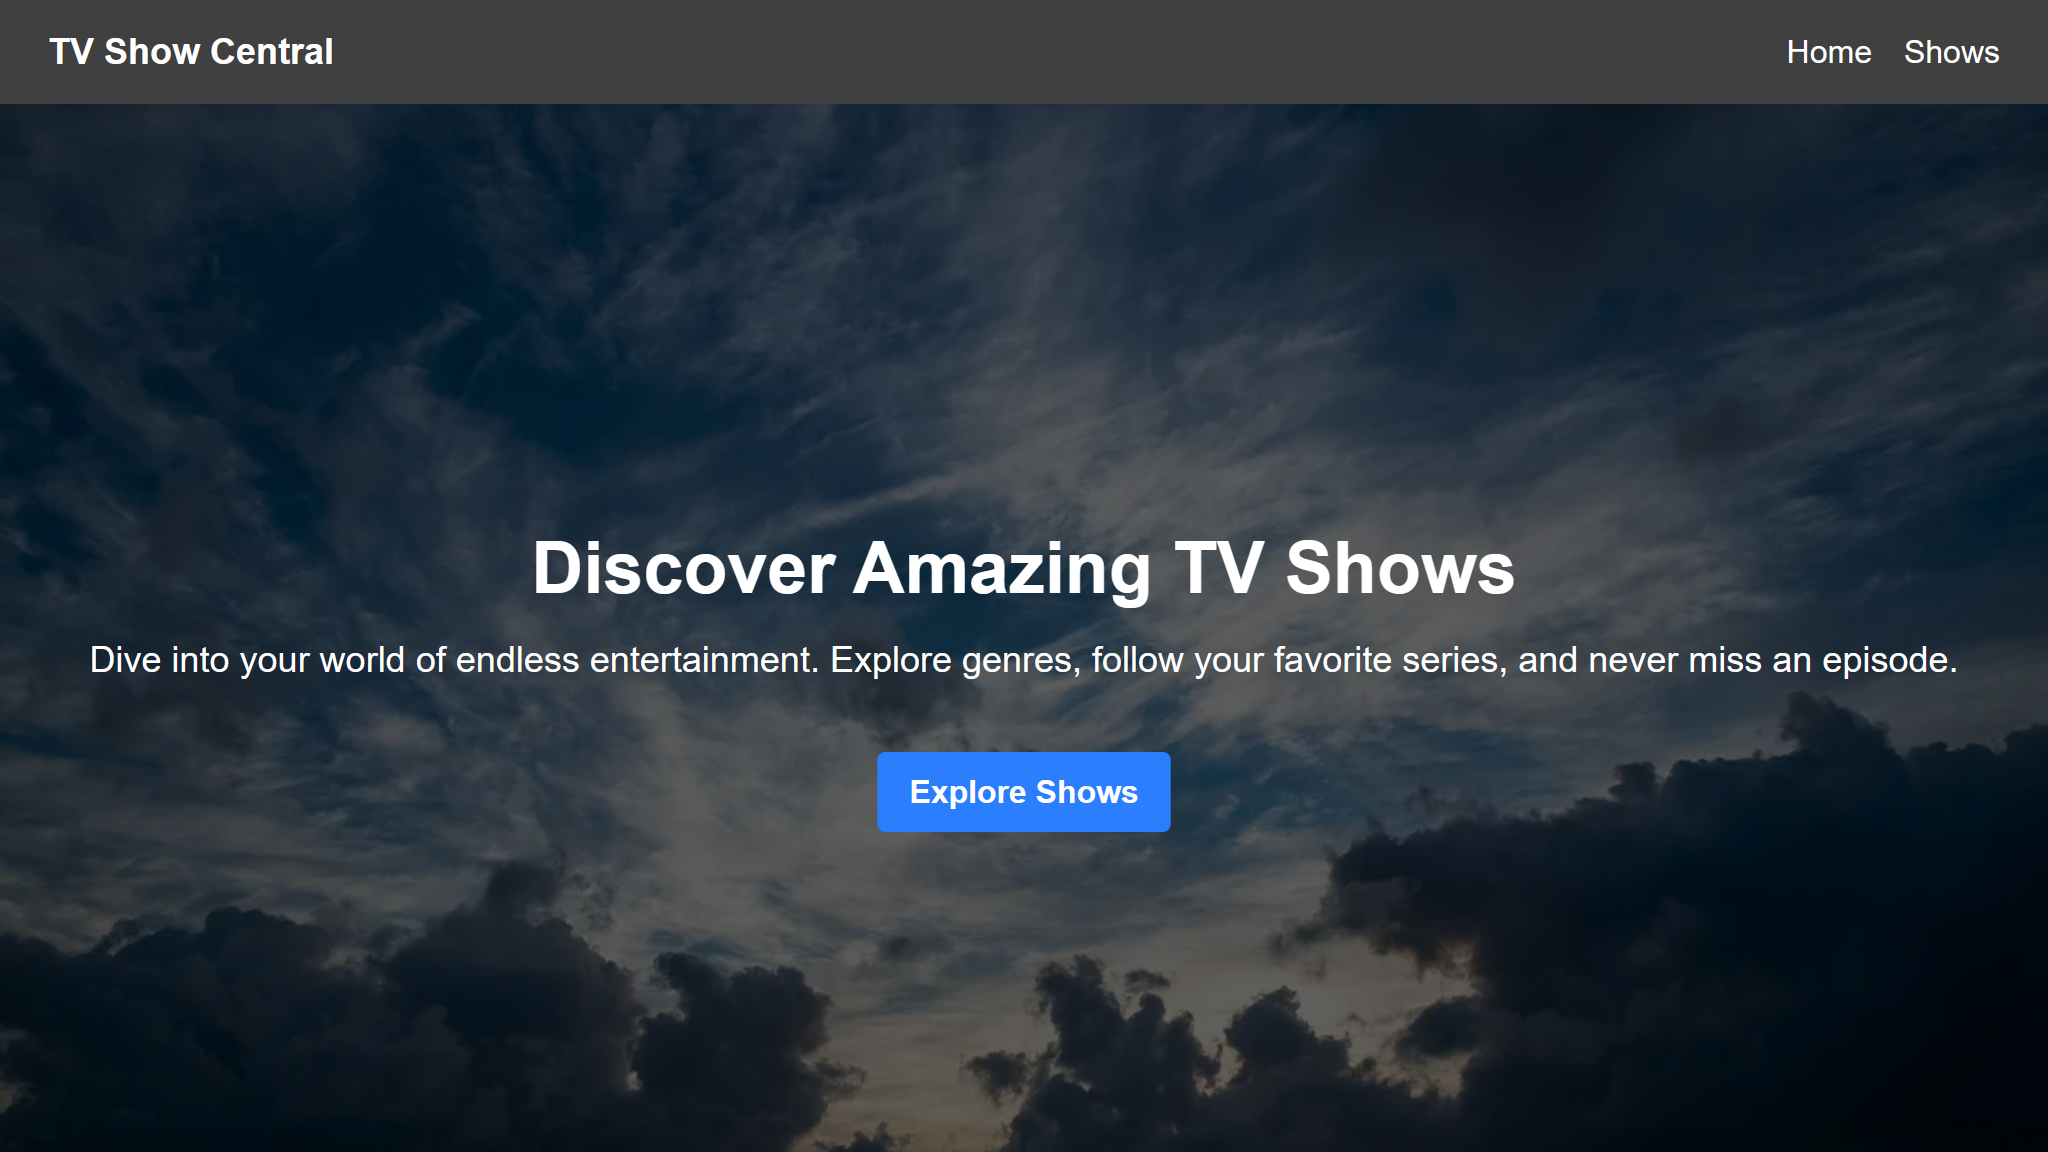 TV Show Central
Home
Shows
Discover Amazing TV Shows
Dive into your world of endless entertainment. Explore genres, follow your favorite series, and never miss an episode.
Explore Shows